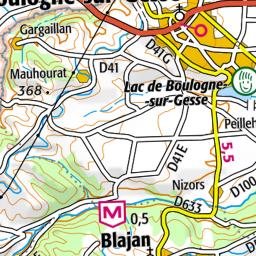 Gargaillan
D41G
Mauhourat
D41
368
Lac de Boulogne-
-sur-Gesse
Peille
5,5
D41E
Nizors
D100
D633
M 0,5
Blajan